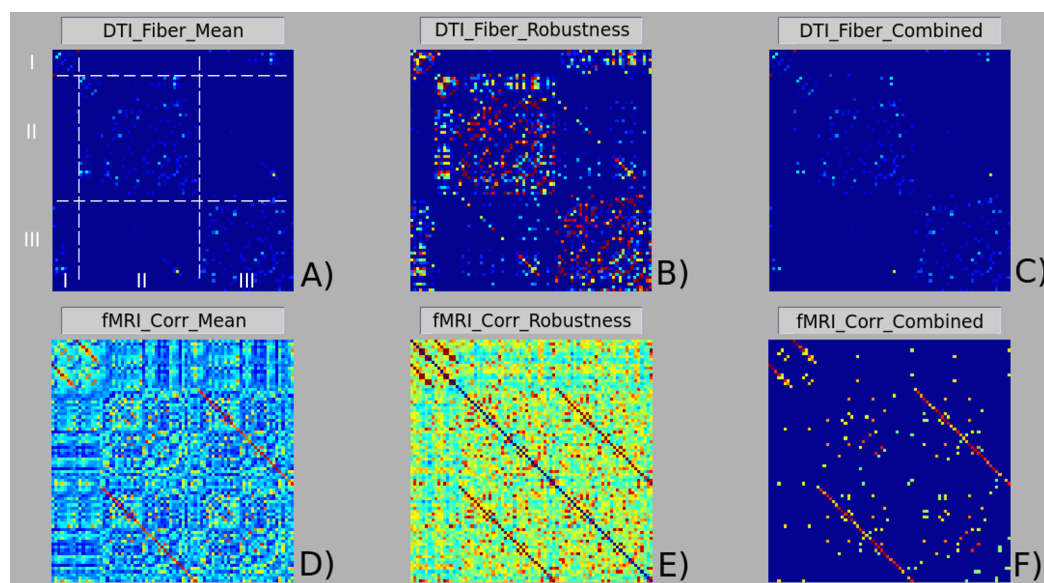 DTI_Fiber_Mean
DTI_Fiber_Robustness
DTI_Fiber_Combined
I
II
III
I II III
A)
B)
C)
fMRI_Corr_Mean
fMRI_Corr_Robustness
fMRI_Corr_Combined
D)
E)
F)